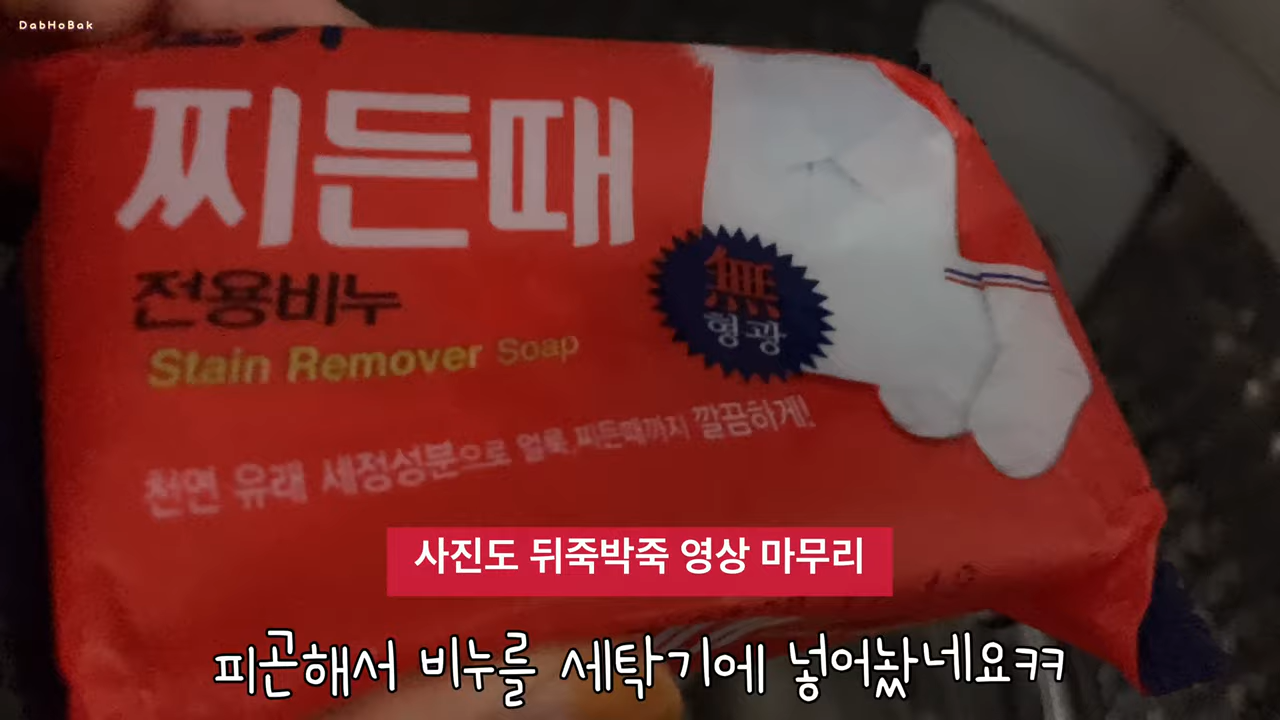 DabHoBak
찌든때
전용비누
Stain Remover Soap
無
형광
천연 유래 세정성분으로 얼룩, 찌든때까지 깔끔하게!
사진도 뒤죽박죽 영상 마무리
피곤해서 비누를 세탁기에 넣어놨네요ㅋㅋ